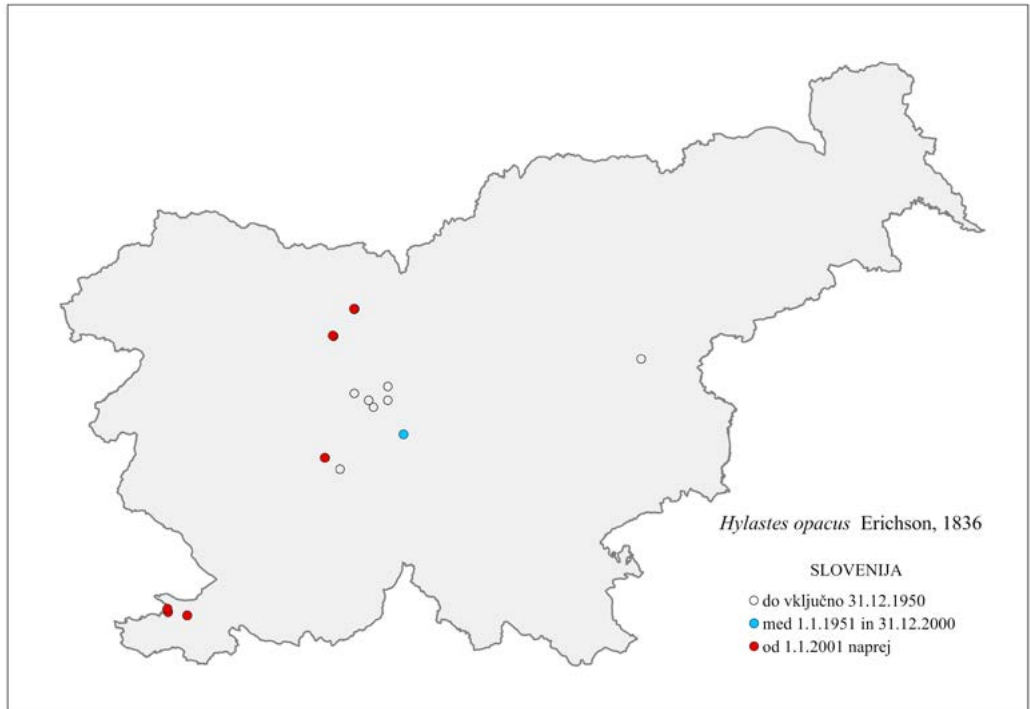 Hylastes opacus Erichson, 1836
SLOVENIJA
do vključno 31.12.1950
med 1.1.1951 in 31.12.2000
od 1.1.2001 naprej